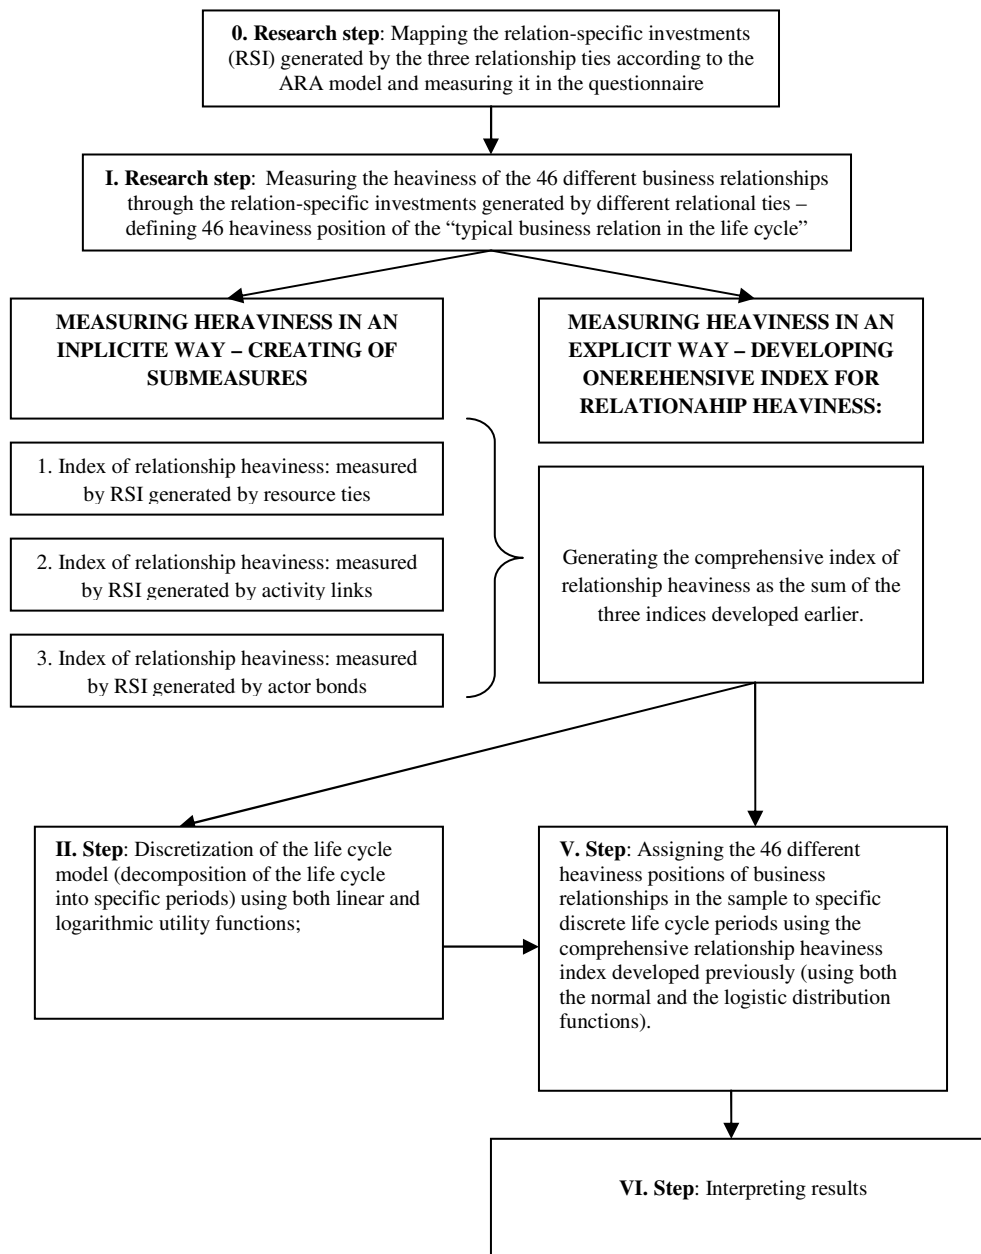 0. Research step: Mapping the relation-specific investments
(RSI) generated by the three relationship ties according to the
ARA model and measuring it in the questionnaire
I. Research step: Measuring the heaviness of the 46 different business relationships
through the relation-specific investments generated by different relational ties –
defining 46 heaviness position of the “typical business relation in the life cycle”
MEASURING HERAVINESS IN AN
INPLICITE WAY – CREATING OF
SUBMEASURES
MEASURING HEAVINESS IN AN
EXPLICIT WAY – DEVELOPING
ONEREHENSIVE INDEX FOR
RELATIONAHIP HEAVINESS:
1. Index of relationship heaviness: measured
by RSI generated by resource ties
2. Index of relationship heaviness: measured
by RSI generated by activity links
3. Index of relationship heaviness: measured
by RSI generated by actor bonds
Generating the comprehensive index of
relationship heaviness as the sum of the
three indices developed earlier.
II. Step: Discretization of the life cycle
model (decomposition of the life cycle
into specific periods) using both linear and
logarithmic utility functions;
V. Step: Assigning the 46 different
heaviness positions of business
relationships in the sample to specific
discrete life cycle periods using the
comprehensive relationship heaviness
index developed previously (using both
the normal and the logistic distribution
functions).
VI. Step: Interpreting results